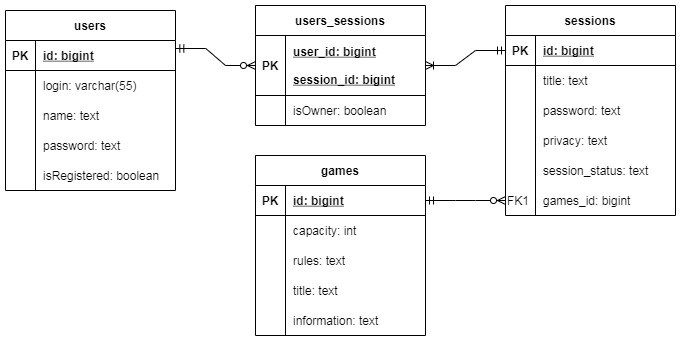 users
PK id: bigint
login: varchar(55)
name: text
password: text
isRegistered: boolean
users_sessions
user_id: bigint
PK
session_id: bigint
isOwner: boolean
sessions
PK id: bigint
title: text
password: text
privacy: text
session_status: text
FK1 games_id: bigint
games
PK id: bigint
capacity: int
rules: text
title: text
information: text